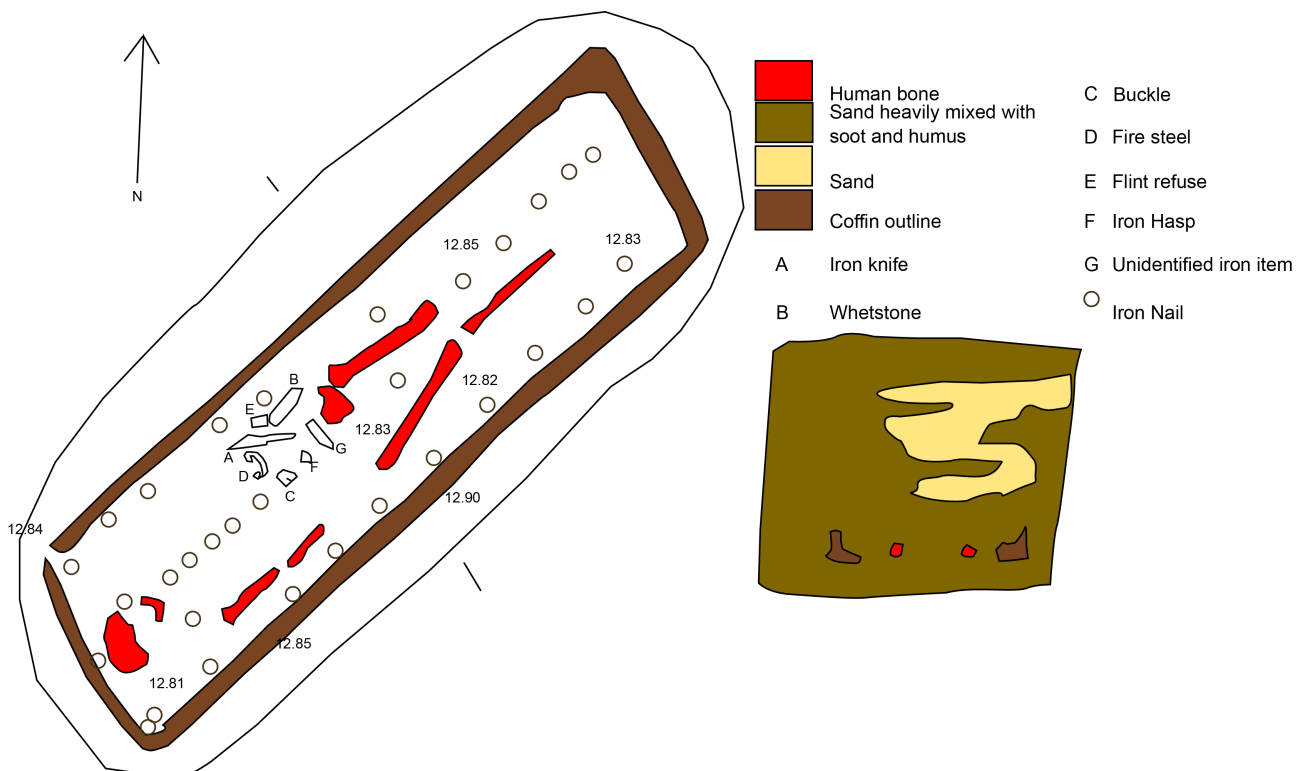 N
12.85
12.83
B
E
12.82
12.83
A
G
F
D
C
12.90
12.84
12.85
12.81
Human bone
Sand heavily mixed with
soot and humus
Sand
Coffin outline
A Iron knife
B Whetstone
C Buckle
D Fire steel
E Flint refuse
F Iron Hasp
G Unidentified iron item
Iron Nail